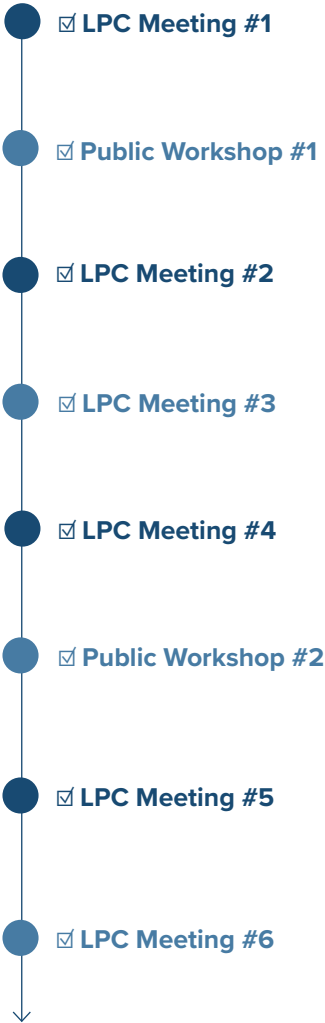 ☑ LPC Meeting #1
☑ Public Workshop #1
☑ LPC Meeting #2
☑ LPC Meeting #3
☑ LPC Meeting #4
☑ Public Workshop #2
☑ LPC Meeting #5
☑ LPC Meeting #6